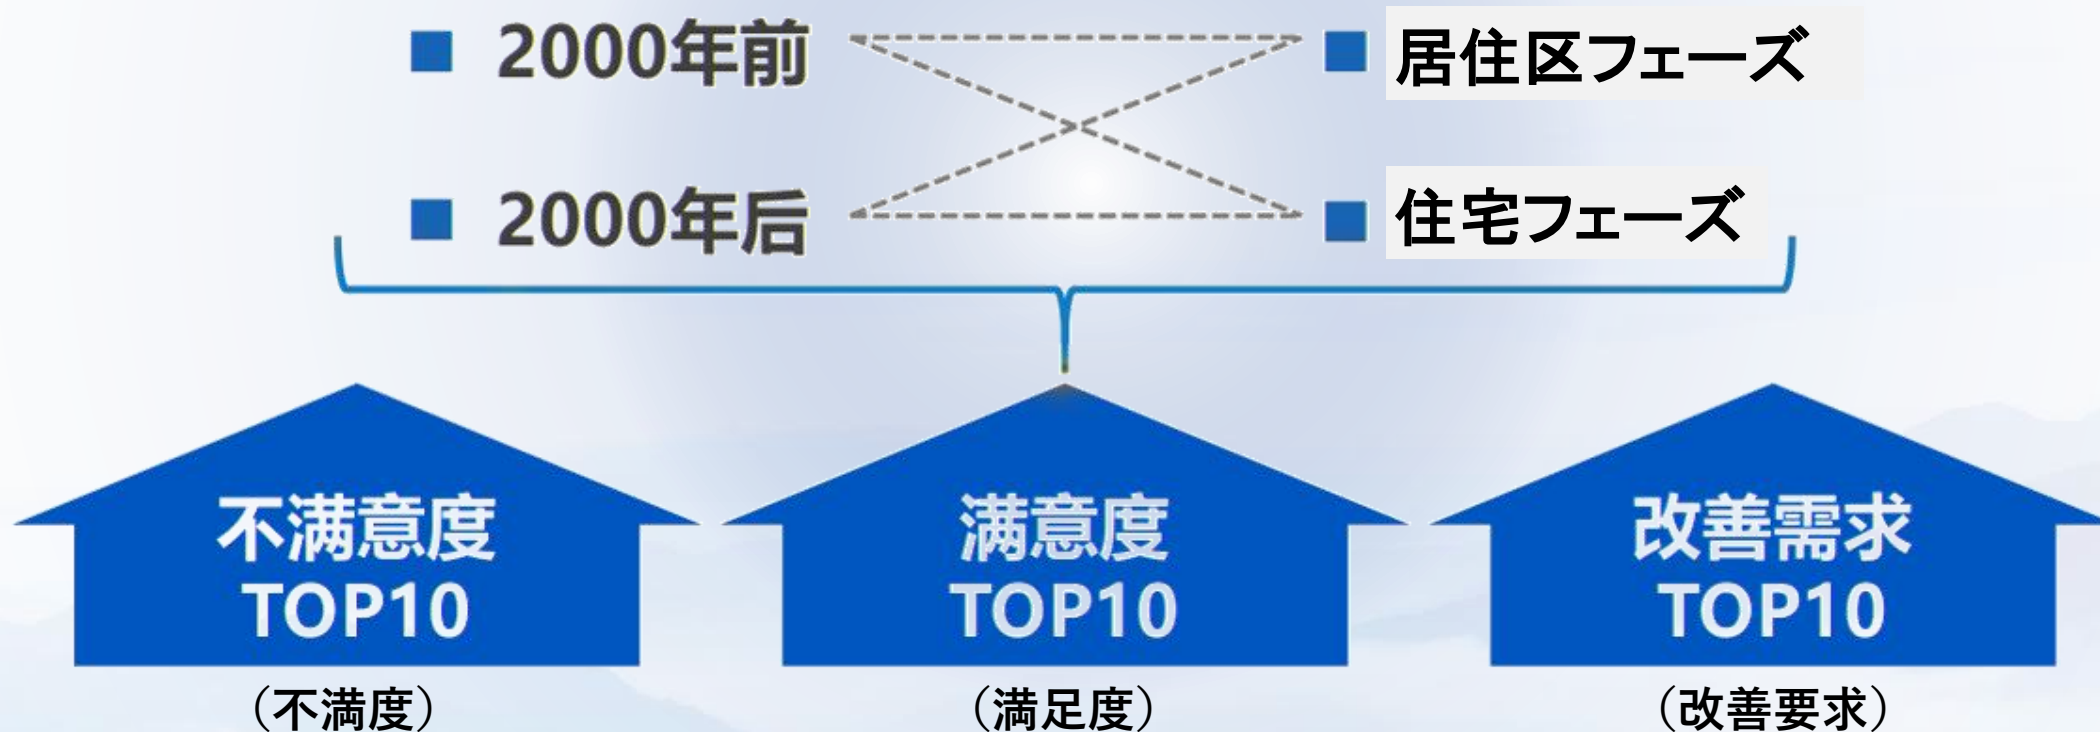 ■ 2000年前
■ 居住区フェーズ
■ 2000年后
■ 住宅フェーズ
不满意度
TOP10
(不満度)
满意度
TOP10
(満足度)
改善需求
TOP10
(改善要求)